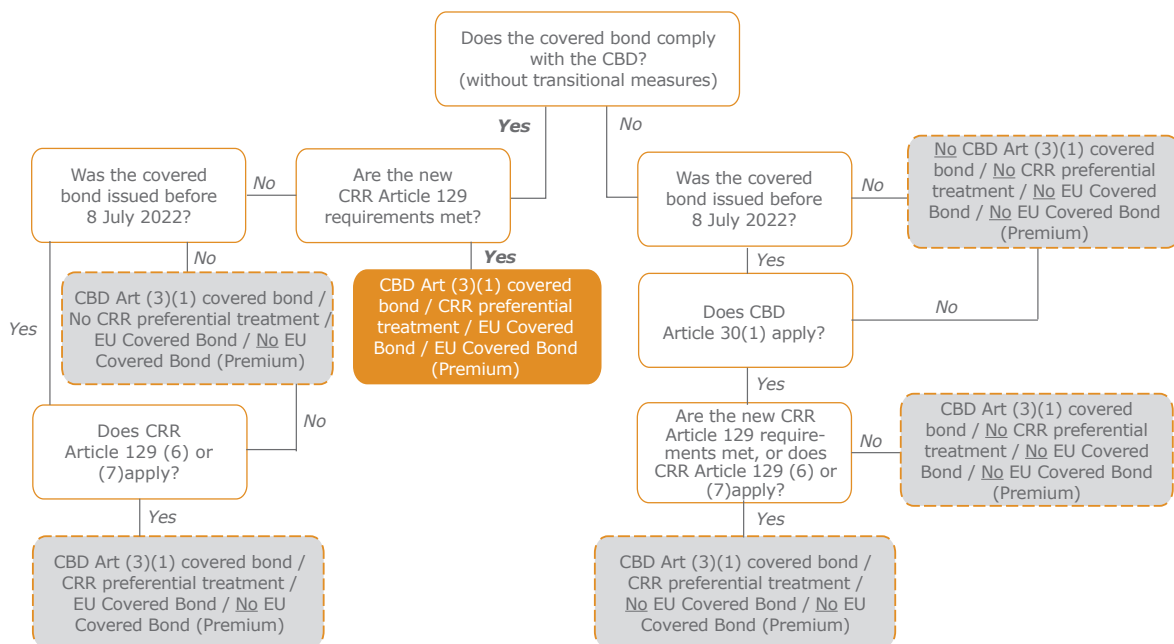 Does the covered bond comply
with the CBD?
(without transitional measures)
Yes
No
Was the covered
bond issued before
8 July 2022?
No
Are the new
CRR Article 129
requirements met?
Was the covered
bond issued before
8 July 2022?
No
No CBD Art (3)(1) covered
bond / No CRR preferential
treatment / No EU Covered
Bond / No EU Covered Bond
(Premium)
No
Yes
Yes
Yes
CBD Art (3)(1) covered bond /
No CRR preferential treatment /
EU Covered Bond / No EU
Covered Bond (Premium)
CBD Art (3)(1) covered
bond / CRR preferential
treatment / EU Covered
Bond / EU Covered Bond
(Premium)
Does CBD
Article 30(1) apply?
No
Yes
Does CRR
Article 129 (6) or
(7)apply?
No
Are the new CRR
Article 129 require-
ments met, or does
CRR Article 129 (6) or
(7)apply?
No
CBD Art (3)(1) covered
bond / No CRR preferential
treatment / No EU Covered
Bond / No EU Covered Bond
(Premium)
Yes
Yes
CBD Art (3)(1) covered bond /
CRR preferential treatment /
EU Covered Bond / No EU
Covered Bond (Premium)
CBD Art (3)(1) covered bond /
CRR preferential treatment /
No EU Covered Bond / No EU
Covered Bond (Premium)